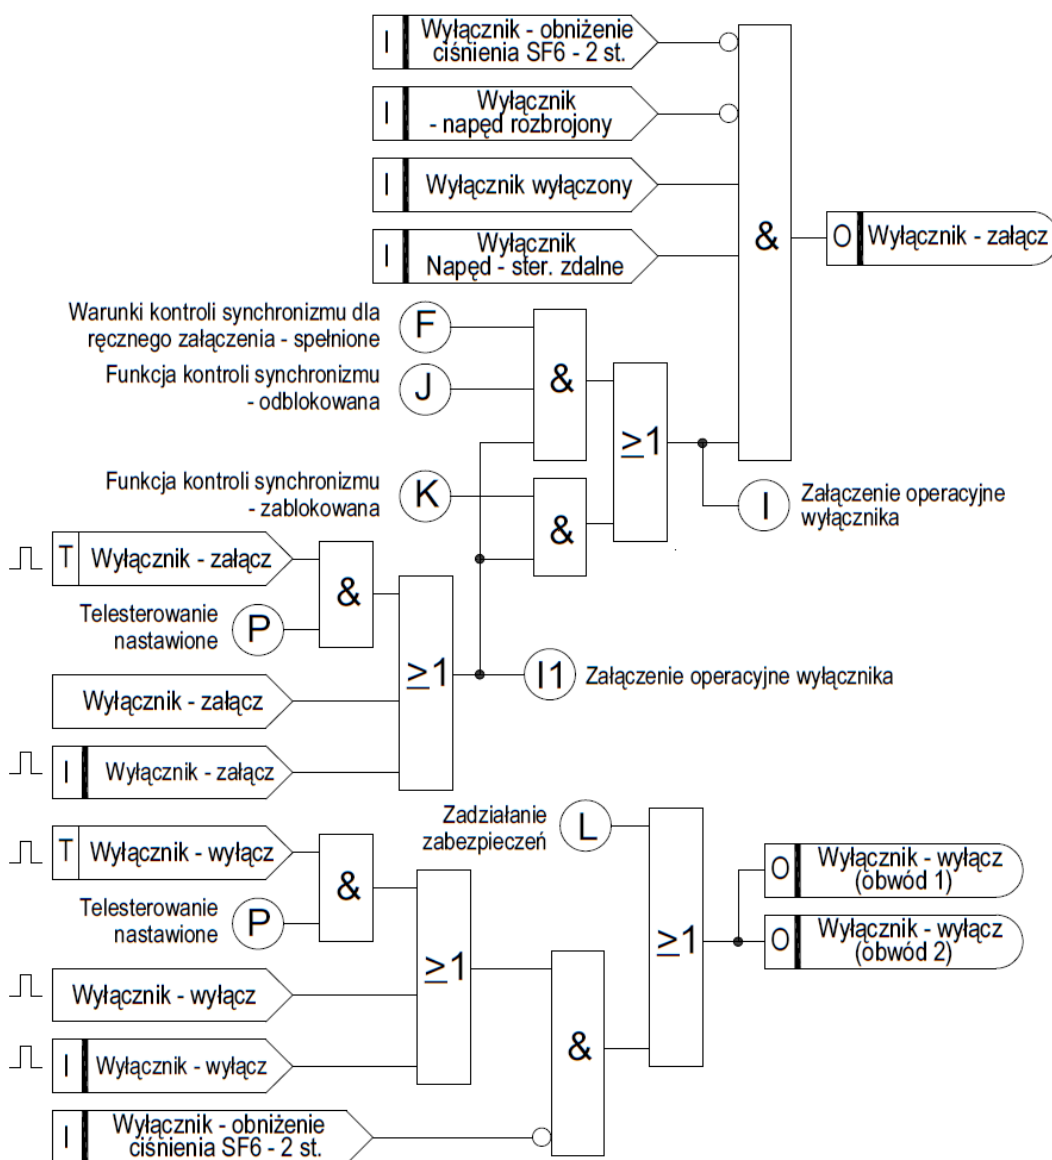 I
Wyłącznik - obniżenie
ciśnienia SF6 - 2 st.
I
Wyłącznik
- napęd rozbrojony
I
Wyłącznik wyłączony
I
Wyłącznik
Napęd - ster. zdalne
&
O
Wyłącznik - załącz
Warunki kontroli synchronizmu dla
ręcznego załączenia - spełnione
F
Funkcja kontroli synchronizmu
- odblokowana
J
&
≥1
Funkcja kontroli synchronizmu
- zablokowana
K
&
I
Załączenie operacyjne
wyłącznika
T
Wyłącznik - załącz
Telesterowanie
nastawione
P
&
Wyłącznik - załącz
I
Wyłącznik - załącz
≥1
I1
Załączenie operacyjne wyłącznika
Zadziałanie
zabezpieczeń
L
T
Wyłącznik - wyłącz
Telesterowanie
nastawione
P
&
Wyłącznik - wyłącz
I
Wyłącznik - wyłącz
≥1
I
Wyłącznik - obniżenie
ciśnienia SF6 - 2 st.
&
≥1
O
Wyłącznik - wyłącz
(obwód 1)
O
Wyłącznik - wyłącz
(obwód 2)